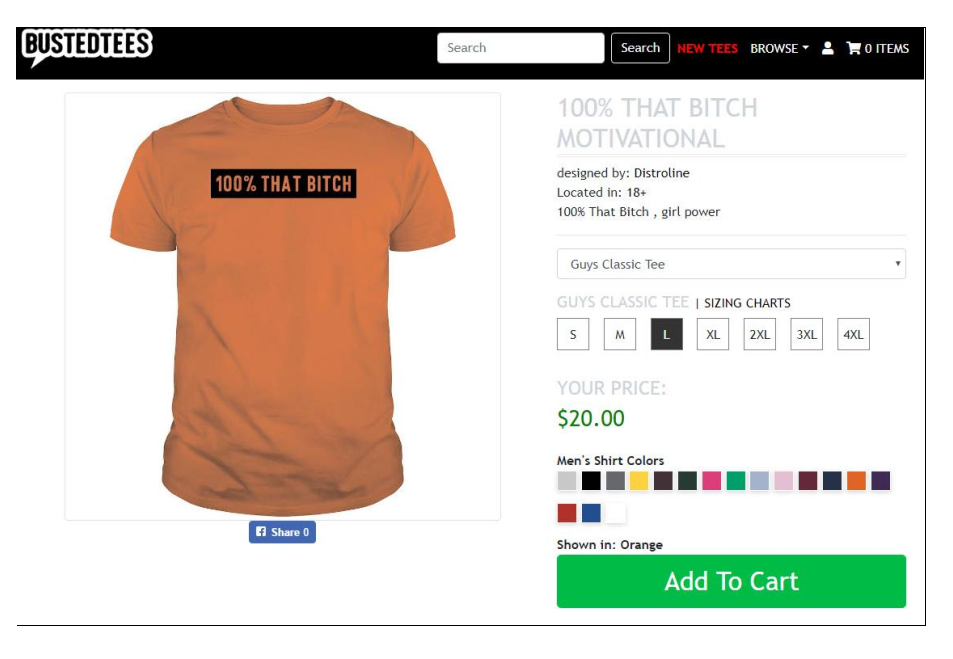 BUSTEDTEES
Search
Search
NEW TEES
BROWSE
0 ITEMS
100% THAT BITCH
100% THAT BITCH
MOTIVATIONAL
designed by: Distroline
Located in: 18+
100% That Bitch , girl power
Guys Classic Tee
GUYS CLASSIC TEE | SIZING CHARTS
S M L XL 2XL 3XL 4XL
YOUR PRICE:
$20.00
Men's Shirt Colors
Shown in: Orange
Share 0
Add To Cart